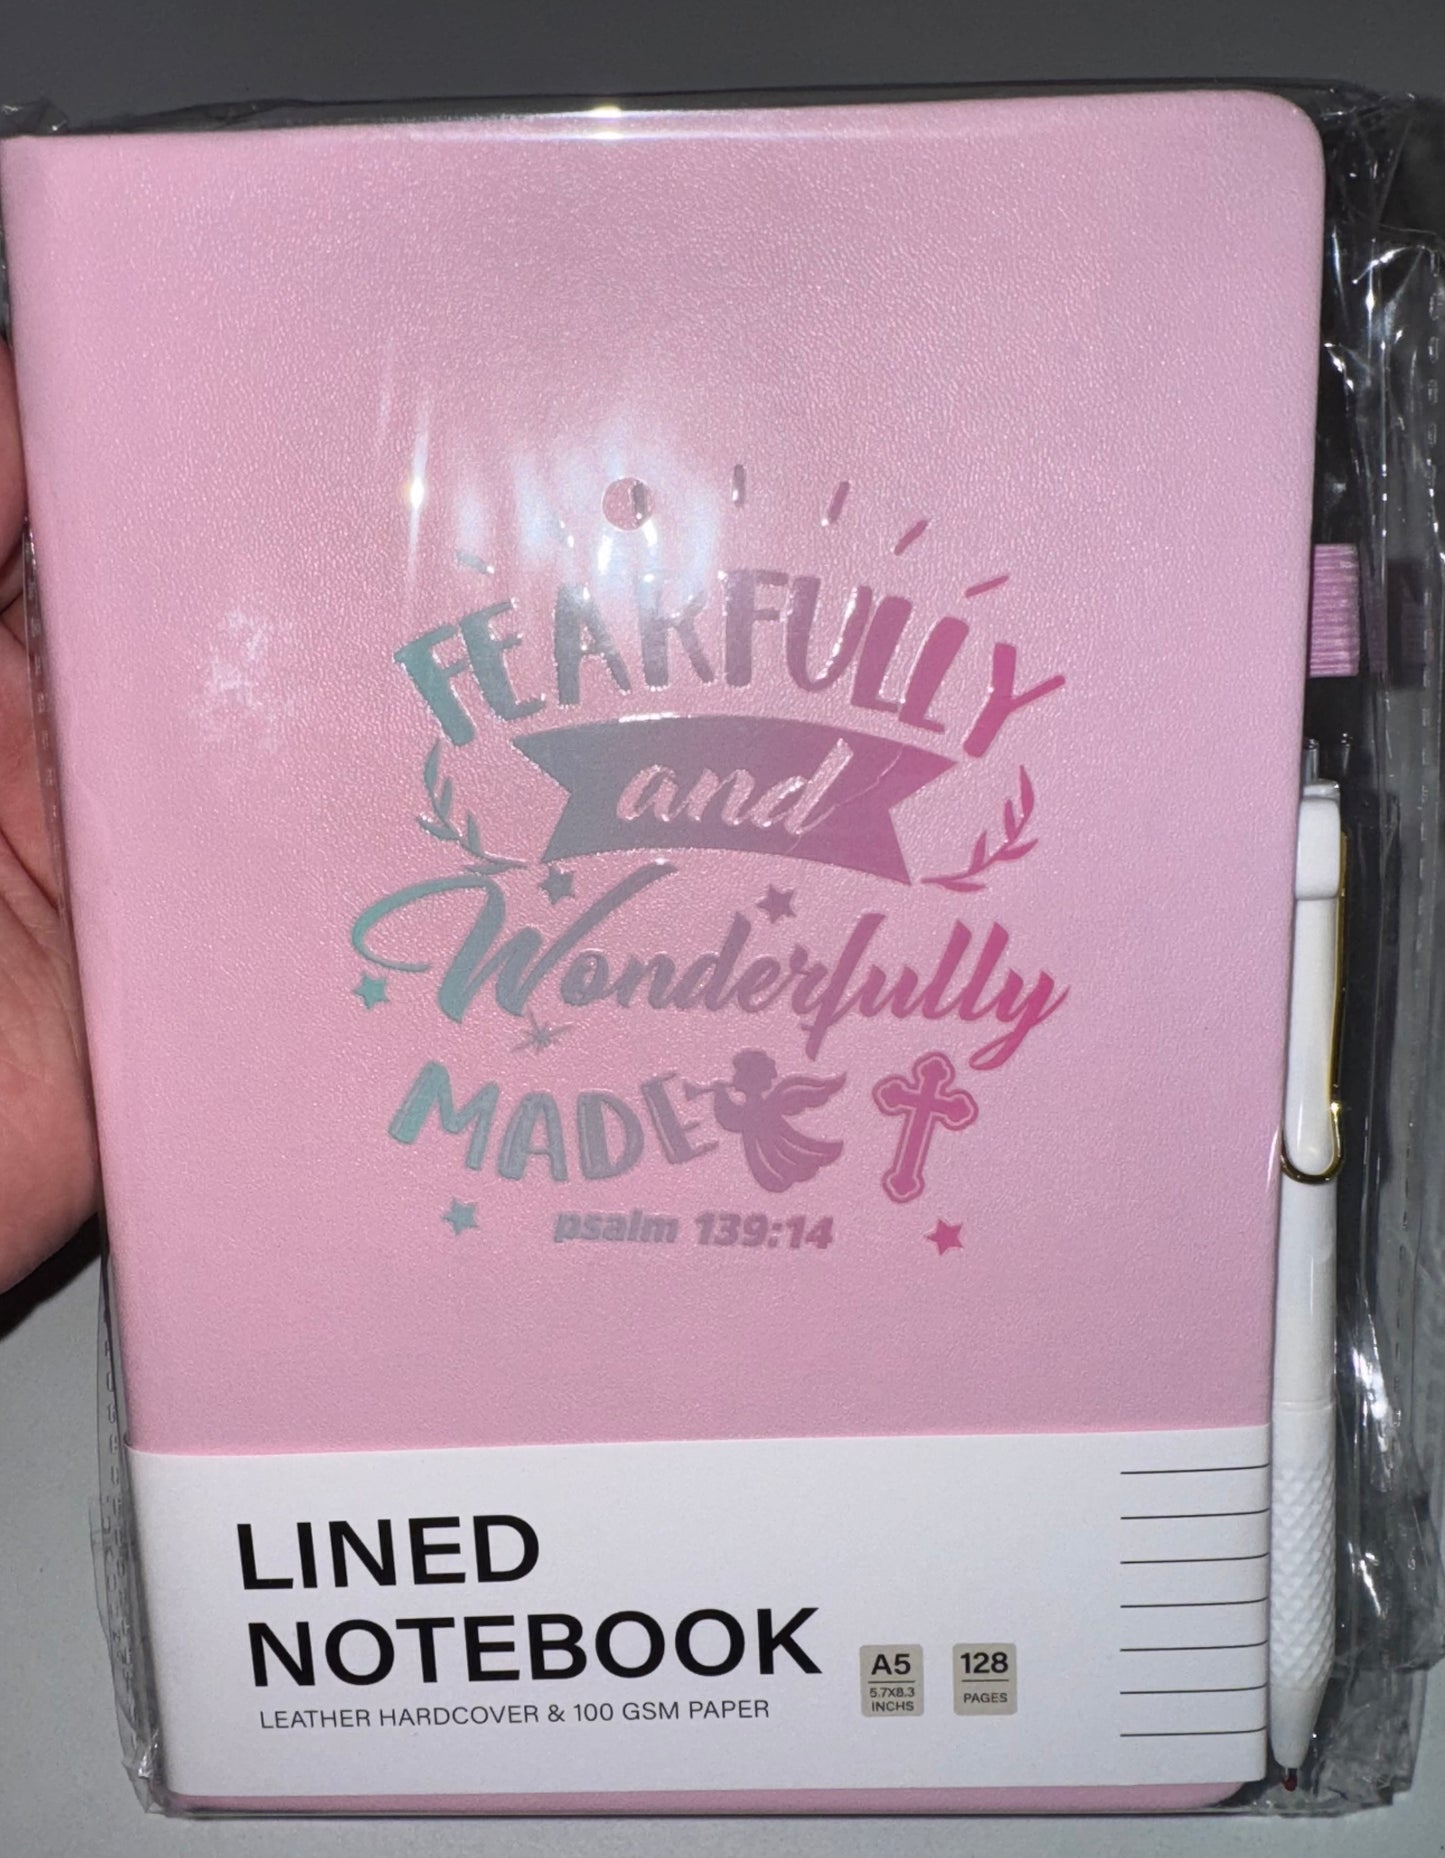 FEARFULLY
and
Wonderfully
MADE
psalm 139:14
LINED
NOTEBOOK
LEATHER HARDCOVER & 100 GSM PAPER
A5
5.7X8.3
INCHS
128
PAGES